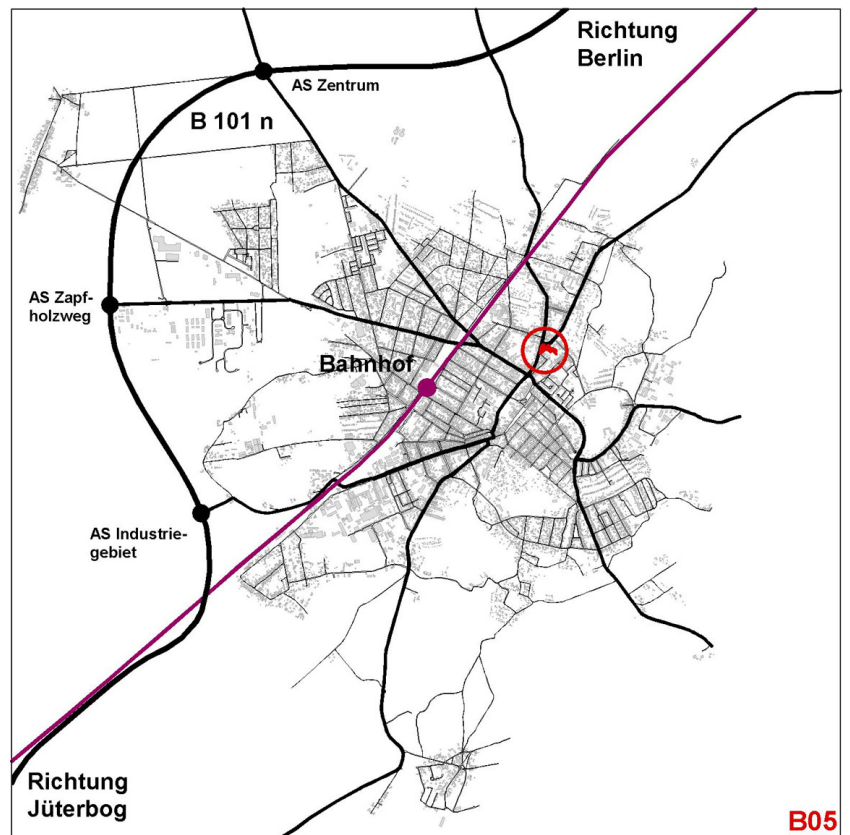 Richtung
Berlin
AS Zentrum
B 101 n
AS Zapf-
holzweg
Bahnhof
AS Industrie-
gebiet
Richtung
Jüterbog
B05